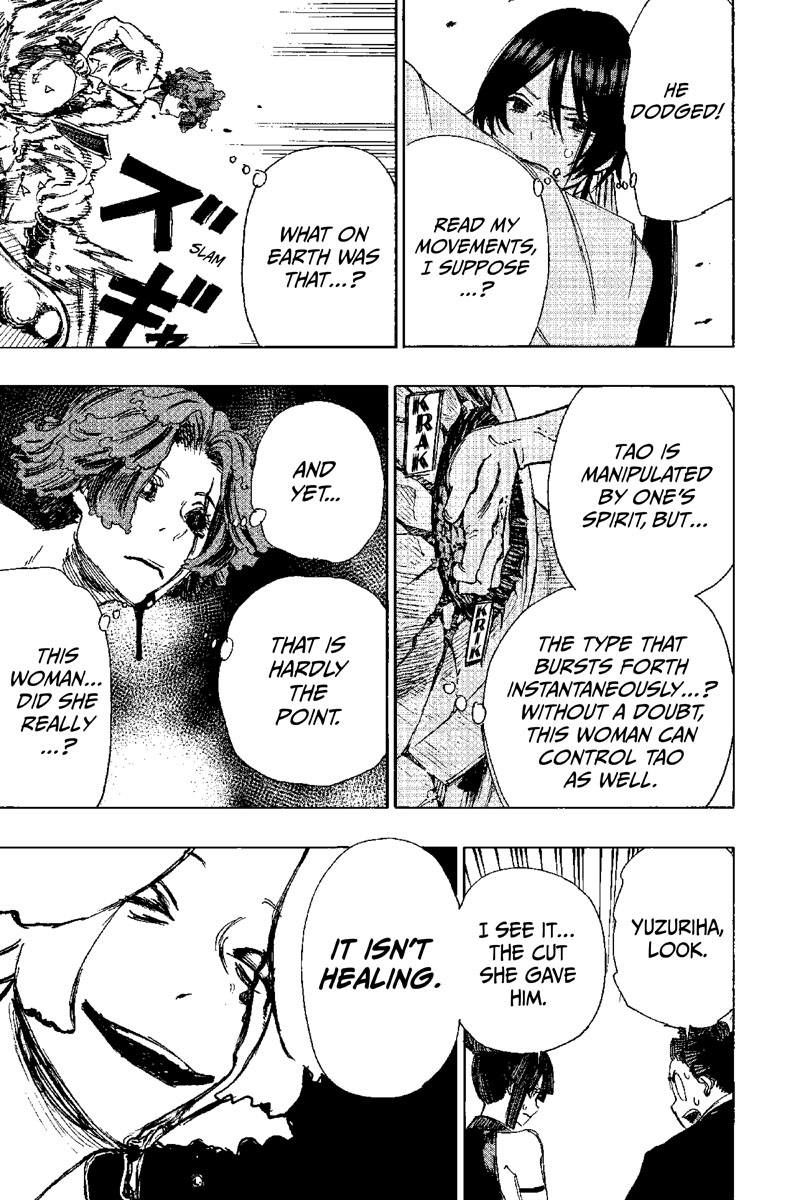 HE
DODGED!
READ MY
MOVEMENTS,
I SUPPOSE
...?
WHAT ON
EARTH WAS
THAT...?
ズ
SLAM
ギャ
TAO IS
MANIPULATED
BY ONE'S
SPIRIT, BUT...
KRAK
KRIK
THE TYPE THAT
BURSTS FORTH
INSTANTANEOUSLY...?
WITHOUT A DOUBT,
THIS WOMAN CAN
CONTROL TAO
AS WELL.
AND
YET...
THAT IS
HARDLY
THE
POINT.
THIS
WOMAN...
DID SHE
REALLY
...?
YUZURIHA,
LOOK.
I SEE IT...
THE CUT
SHE GAVE
HIM.
IT ISN'T
HEALING.